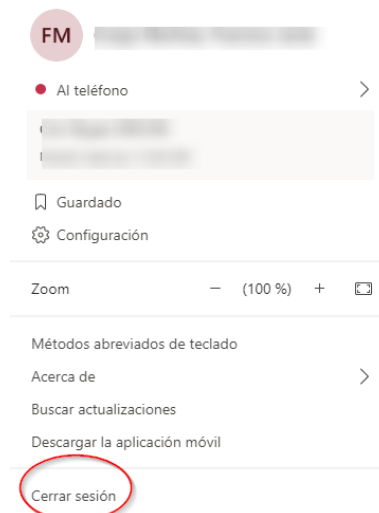 FM
Al teléfono
Guardado
Configuración
Zoom − (100 %) +
Métodos abreviados de teclado
Acerca de
Buscar actualizaciones
Descargar la aplicación móvil
Cerrar sesión